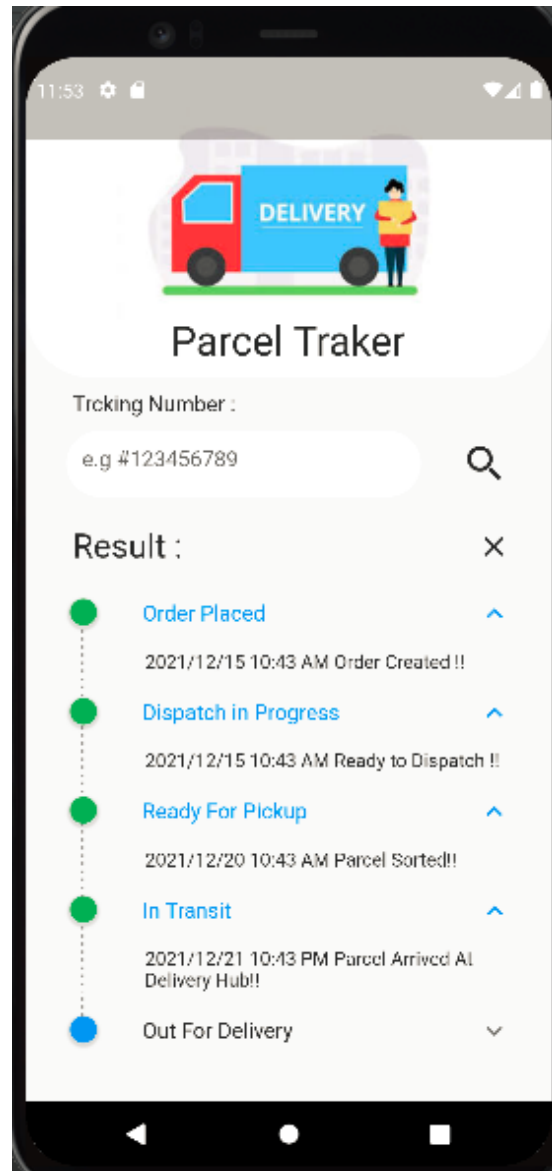 11:53
DELIVERY
Parcel Traker
Trcking Number :
e.g #123456789
Result :
Order Placed
2021/12/15 10:43 AM Order Created !!
Dispatch in Progress
2021/12/15 10:43 AM Ready to Dispatch !!
Ready For Pickup
2021/12/20 10:43 AM Parcel Sorted!!
In Transit
2021/12/21 10:43 PM Parcel Arrived At
Delivery Hub!!
Out For Delivery